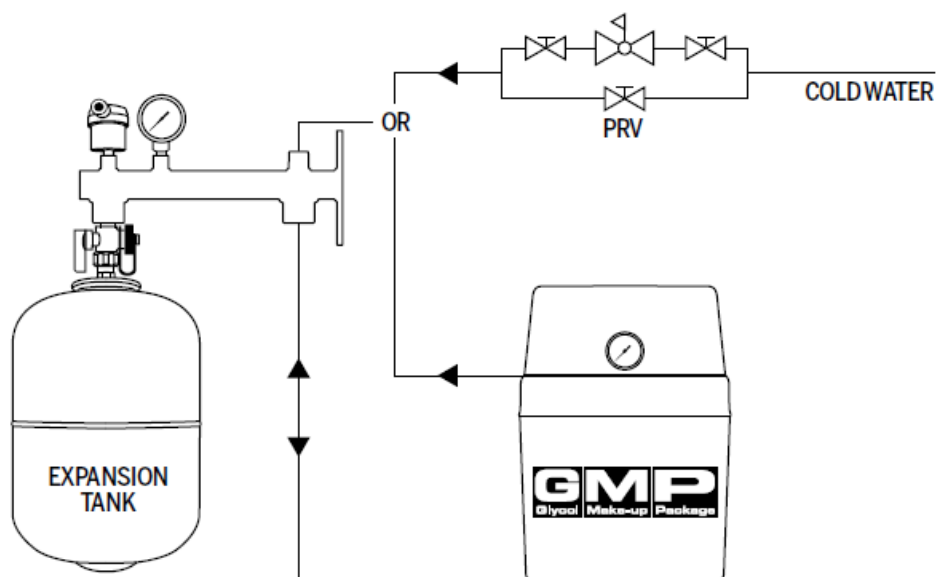 COLD WATER
OR
PRV
EXPANSION
TANK
GMP
Glycol Make-up Package